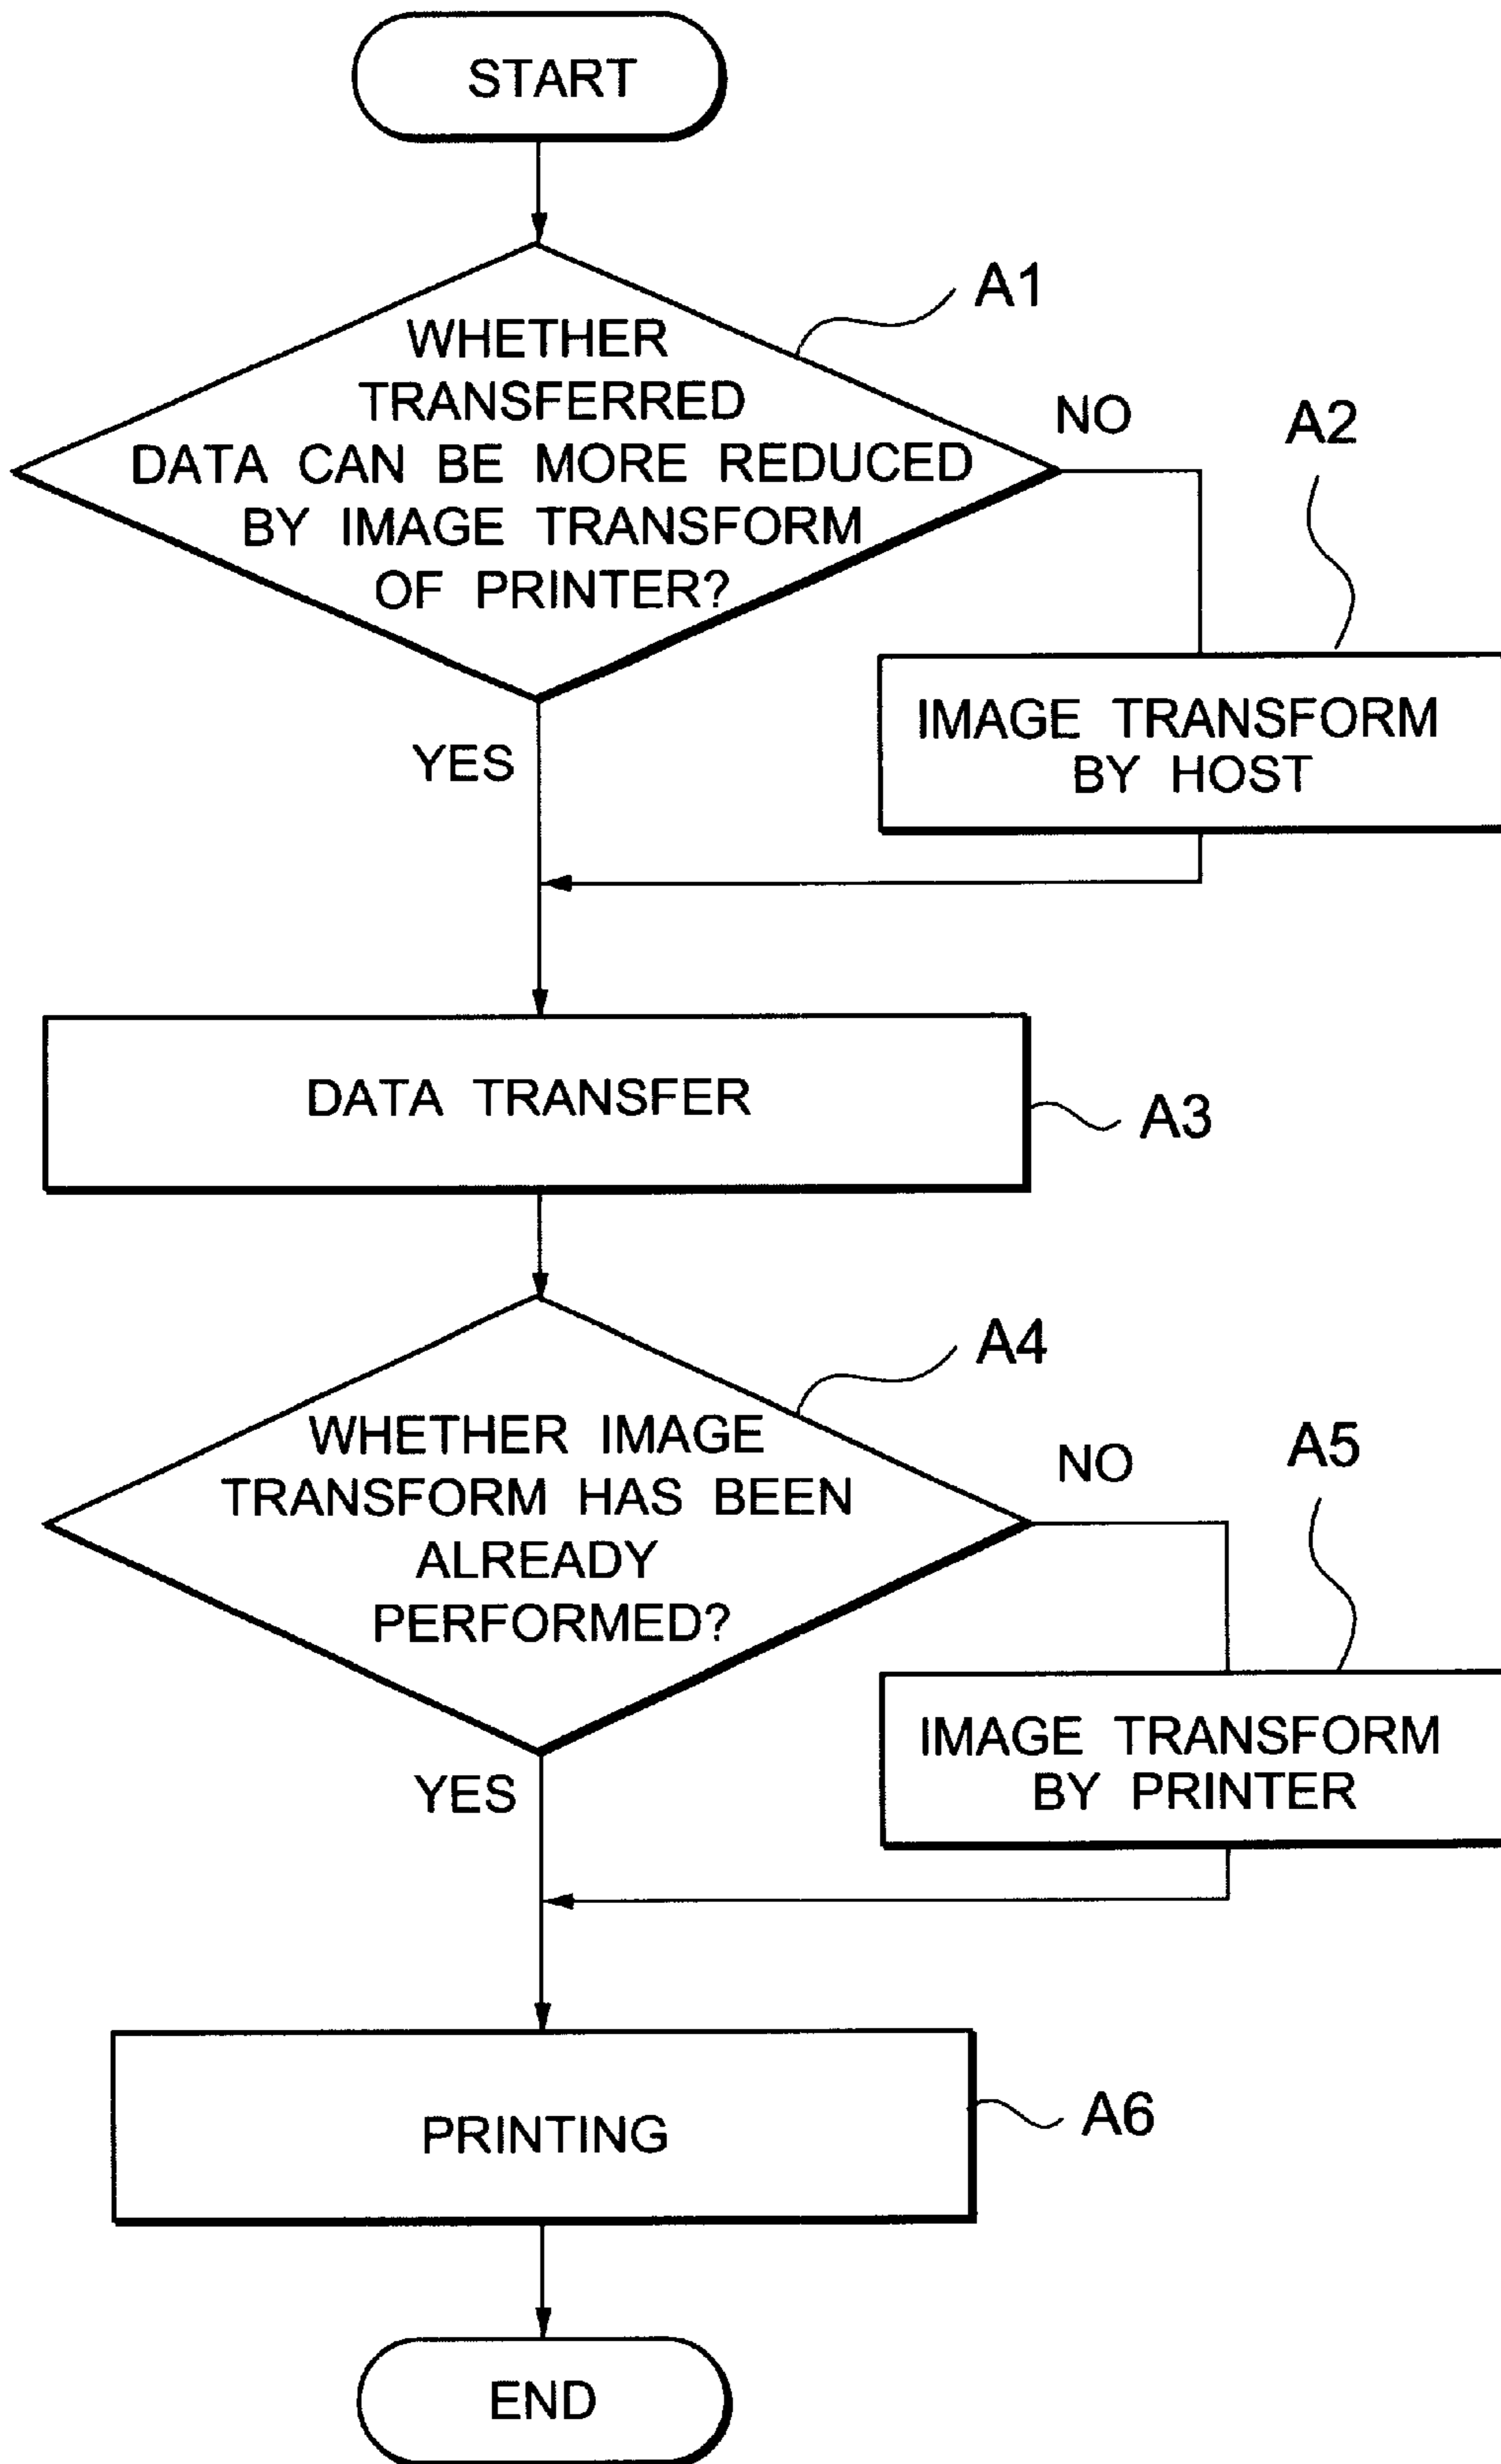 START
A1
WHETHER
TRANSFERRED
DATA CAN BE MORE REDUCED
BY IMAGE TRANSFORM
OF PRINTER?
NO
A2
YES
IMAGE TRANSFORM
BY HOST
DATA TRANSFER
A3
A4
WHETHER IMAGE
TRANSFORM HAS BEEN
ALREADY
PERFORMED?
NO
A5
YES
IMAGE TRANSFORM
BY PRINTER
PRINTING
A6
END